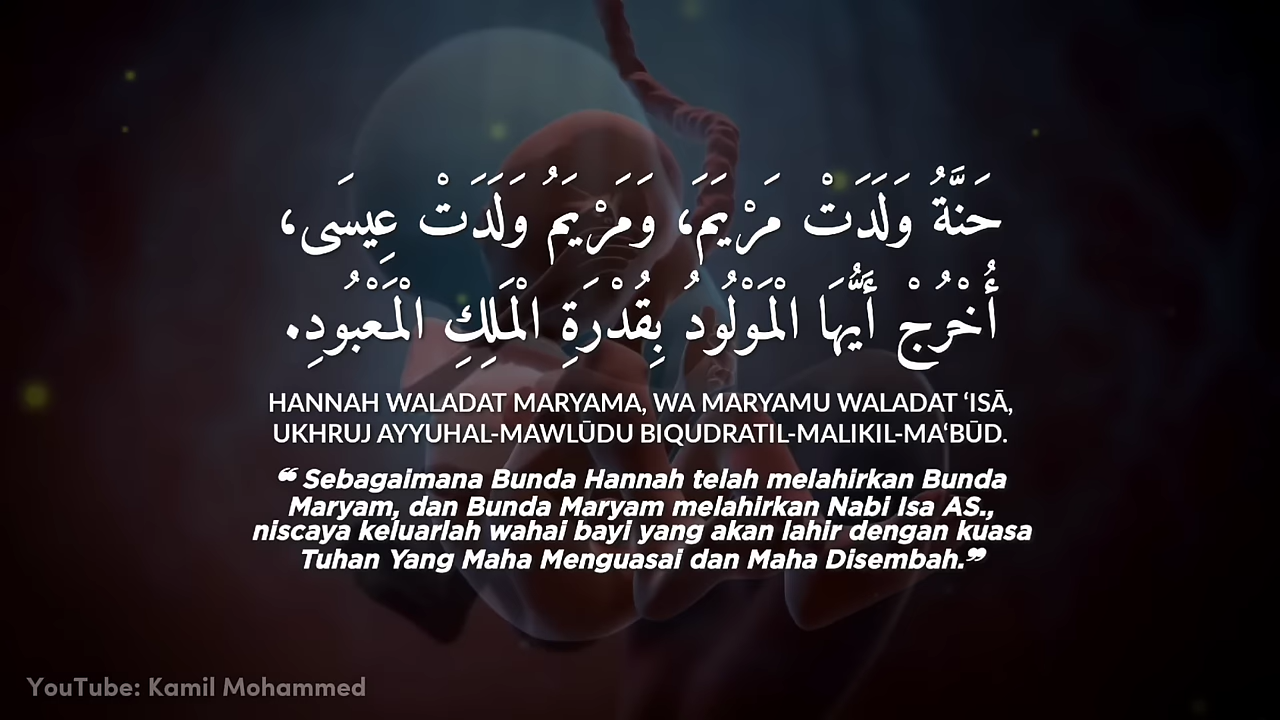 حَنَّةُ وَلَدَتْ مَرْيَمَ، وَمَرْيَمُ وَلَدَتْ عِيسَى،
أُخْرُجْ أَيُّهَا الْمَوْلُودُ بِقُدْرَةِ الْمَلِكِ الْمَعْبُودِ.
HANNAH WALADAT MARYAMA, WA MARYAMU WALADAT ‘ISĀ,
UKHRUJ AYYUHAL-MAWLŪDU BIQUDRATIL-MALIKIL-MA‘BŪD.
❝ Sebagaimana Bunda Hannah telah melahirkan Bunda
Maryam, dan Bunda Maryam melahirkan Nabi Isa AS.,
niscaya keluarlah wahai bayi yang akan lahir dengan kuasa
Tuhan Yang Maha Menguasai dan Maha Disembah.❞
YouTube: Kamil Mohammed